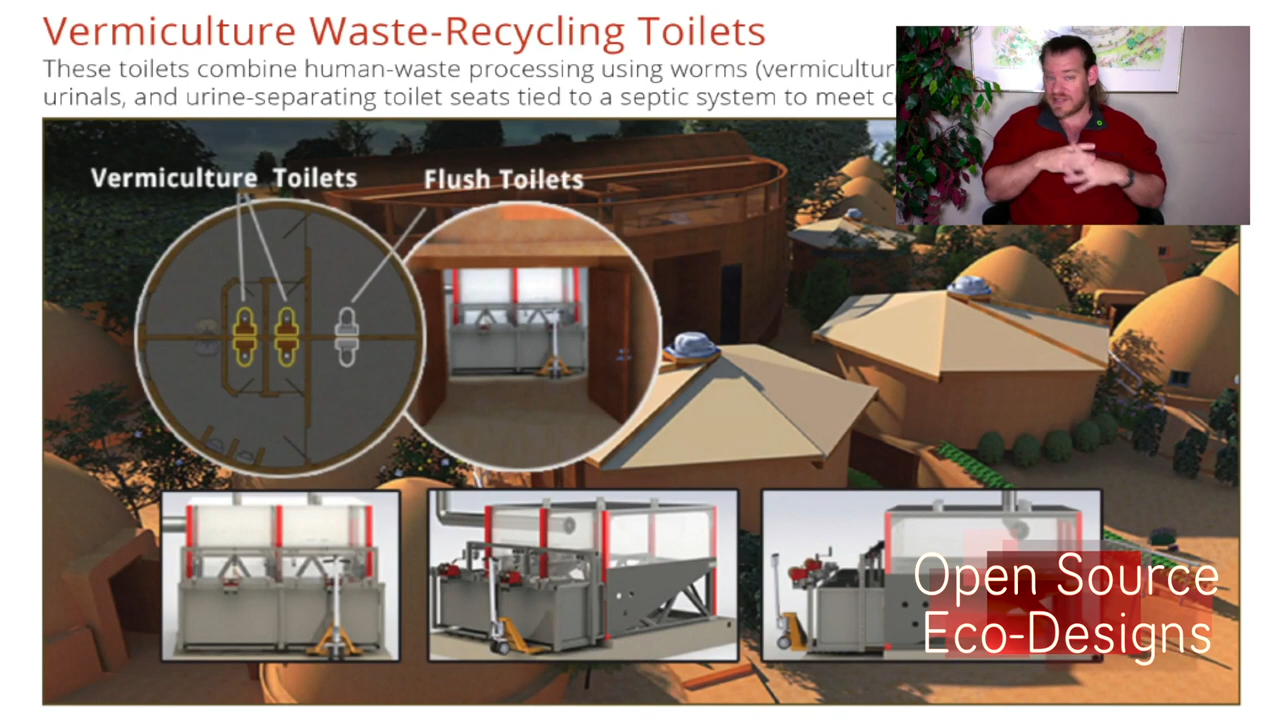 Vermiculture Waste-Recycling Toilets
These toilets combine human-waste processing using worms
urinals, and urine-separating toilet seats tied to a septic system to meet
Vermiculture Toilets
Flush Toilets
Open Source
Eco-Designs